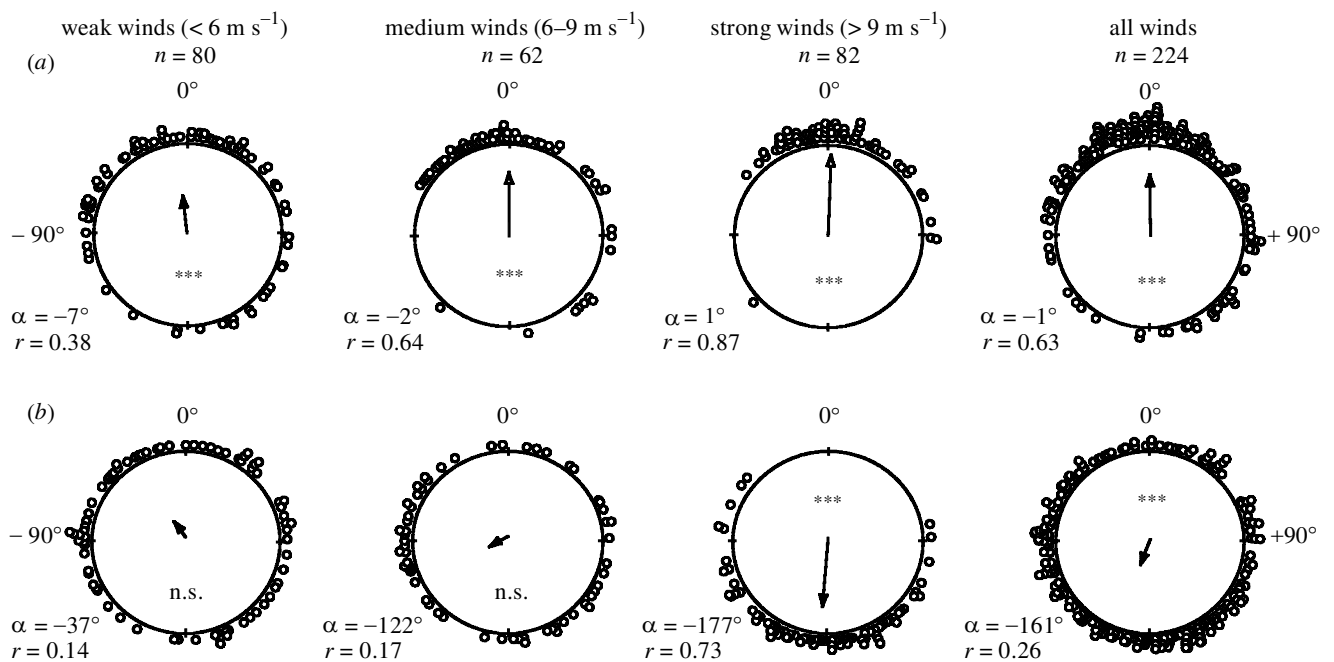 weak winds (< 6 m s⁻¹) medium winds (6–9 m s⁻¹) strong winds (> 9 m s⁻¹) all winds
(a) n = 80 n = 62 n = 82 n = 224
0° 0° 0° 0°
– 90° + 90°
*** *** *** ***
α = –7° α = –2° α = 1° α = –1°
r = 0.38 r = 0.64 r = 0.87 r = 0.63
(b) 0° 0° 0° 0°
*** ***
– 90° +90°
n.s. n.s.
α = –37° α = –122° α = –177° α = –161°
r = 0.14 r = 0.17 r = 0.73 r = 0.26